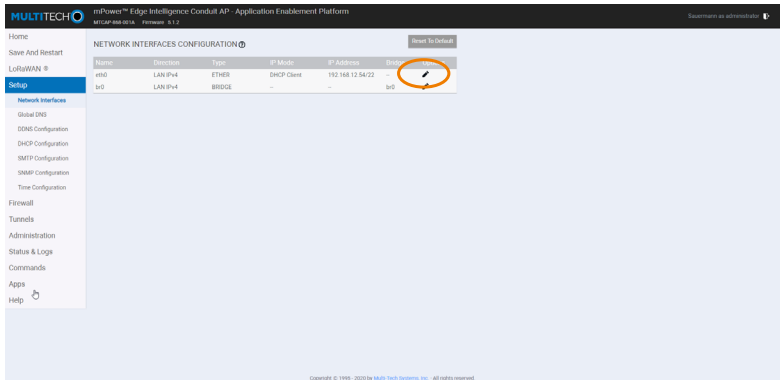 MULTITECH
mPower™ Edge Intelligence Conduit AP - Application Enablement Platform
MTCAP-868-001A Firmware 5.1.2
Sauermann as administrator
Home
Save And Restart
LoRaWAN ®
Setup
Network Interfaces
Global DNS
DDNS Configuration
DHCP Configuration
SMTP Configuration
SNMP Configuration
Time Configuration
Firewall
Tunnels
Administration
Status & Logs
Commands
Apps
Help
NETWORK INTERFACES CONFIGURATION
Reset To Default
Name Direction Type IP Mode IP Address Bridge Options
eth0 LAN IPv4 ETHER DHCP Client 192.168.12.54/22 --
br0 LAN IPv4 BRIDGE -- -- br0
Copyright © 1995 - 2020 by Multi-Tech Systems, Inc. - All rights reserved.